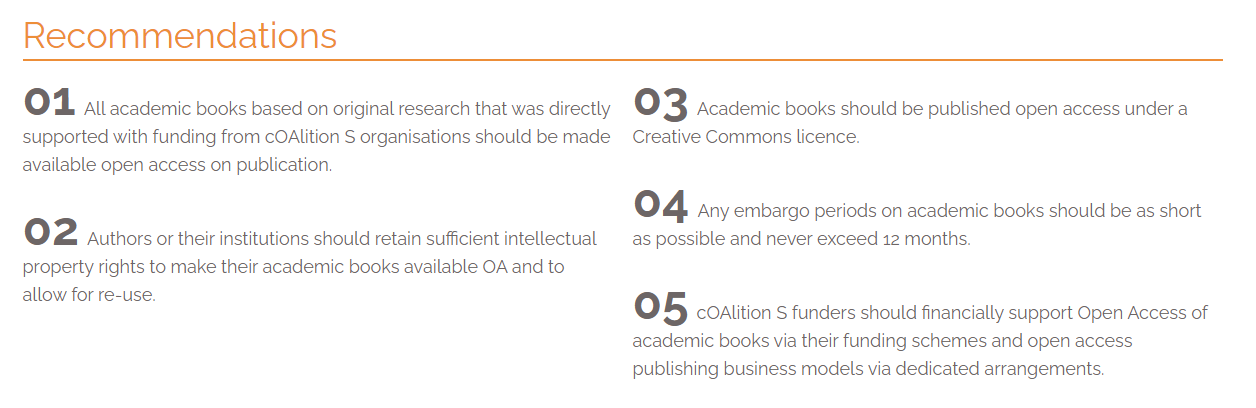 Recommendations
01 All academic books based on original research that was directly
supported with funding from cOAlition S organisations should be made
available open access on publication.
02 Authors or their institutions should retain sufficient intellectual
property rights to make their academic books available OA and to
allow for re-use.
03 Academic books should be published open access under a
Creative Commons licence.
04 Any embargo periods on academic books should be as short
as possible and never exceed 12 months.
05 cOAlition S funders should financially support Open Access of
academic books via their funding schemes and open access
publishing business models via dedicated arrangements.